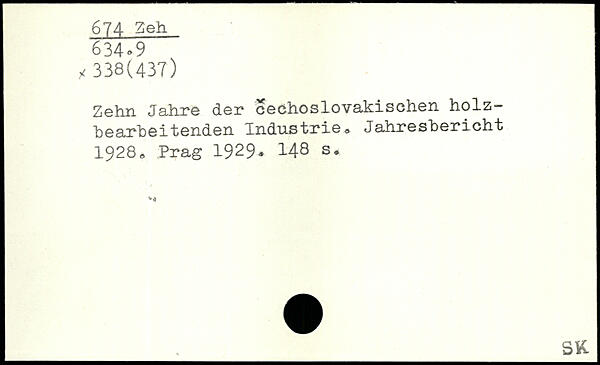 674 Zeh
634.9
x 338(437)
Zehn Jahre der čechoslovakischen holz-
bearbeitenden Industrie. Jahresbericht
1928. Prag 1929. 148 s.
SK